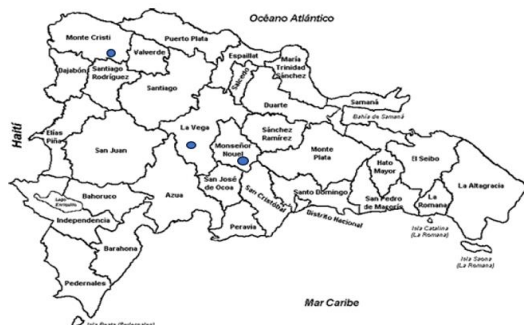 Océano Atlántico
Monte Cristi
Puerto Plata
Valverde
Espaillat
María
Trinidad
Sánchez
Dajabón
Santiago
Rodríguez
Salcedo
Santiago
Duarte
Samaná
Bahía de Samaná
Haití
Elías
Piña
La Vega
Sánchez
Ramírez
Monseñor
Nouel
San Juan
Monte
Plata
Hato
Mayor
El Seibo
La Altagracia
San José
de Ocoa
Azua
San Cristóbal
Santo Domingo
San Pedro
de Macorís
La
Romana
Bahoruco
Lago
Enriquillo
Independencia
Peravia
Distrito Nacional
Isla Catalina
(La Romana)
Barahona
Isla Saona
(La Romana)
Pedernales
Mar Caribe
Isla Beata (Pedernales)